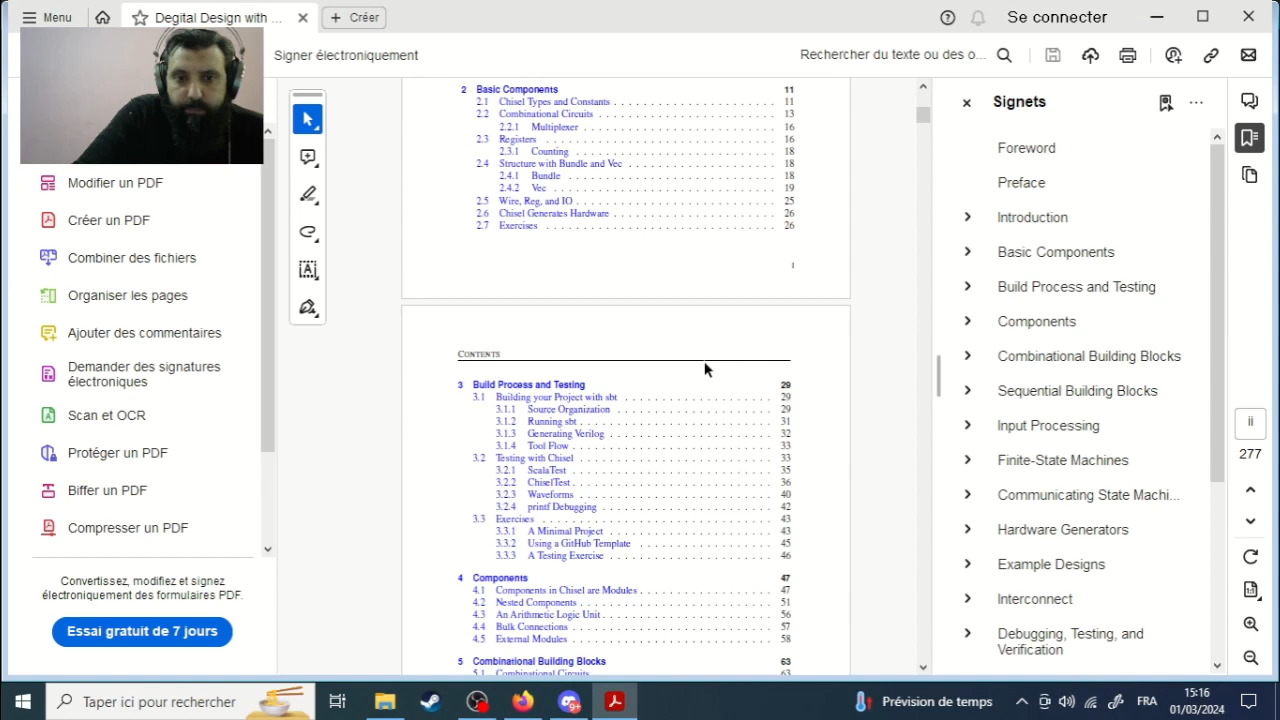 Menu
Degital Design with ...
Créer
Se connecter
Signer électroniquement
Rechercher du texte ou des o...
Modifier un PDF
Créer un PDF
Combiner des fichiers
Organiser les pages
Ajouter des commentaires
Demander des signatures
électroniques
Scan et OCR
Protéger un PDF
Biffer un PDF
Compresser un PDF
Convertissez, modifiez et signez
électroniquement des formulaires PDF.
Essai gratuit de 7 jours
2 Basic Components 11
2.1 Chisel Types and Constants . . . . . . . . . . . . . . . . . . . . 11
2.2 Combinational Circuits . . . . . . . . . . . . . . . . . . . . 13
2.2.1 Multiplexer . . . . . . . . . . . . . . . . . . . . 16
2.3 Registers . . . . . . . . . . . . . . . . . . . . 16
2.3.1 Counting . . . . . . . . . . . . . . . . . . . . 18
2.4 Structure with Bundle and Vec . . . . . . . . . . . . . . . . . . . . 18
2.4.1 Bundle . . . . . . . . . . . . . . . . . . . . 18
2.4.2 Vec . . . . . . . . . . . . . . . . . . . . 19
2.5 Wire, Reg, and IO . . . . . . . . . . . . . . . . . . . . 25
2.6 Chisel Generates Hardware . . . . . . . . . . . . . . . . . . . . 26
2.7 Exercises . . . . . . . . . . . . . . . . . . . . 26
I
CONTENTS
3 Build Process and Testing 29
3.1 Building your Project with sbt . . . . . . . . . . . . . . . . . . . . 29
3.1.1 Source Organization . . . . . . . . . . . . . . . . . . . . 29
3.1.2 Running sbt . . . . . . . . . . . . . . . . . . . . 31
3.1.3 Generating Verilog . . . . . . . . . . . . . . . . . . . . 32
3.1.4 Tool Flow . . . . . . . . . . . . . . . . . . . . 33
3.2 Testing with Chisel . . . . . . . . . . . . . . . . . . . . 33
3.2.1 ScalaTest . . . . . . . . . . . . . . . . . . . . 35
3.2.2 ChiselTest . . . . . . . . . . . . . . . . . . . . 36
3.2.3 Waveforms . . . . . . . . . . . . . . . . . . . . 40
3.2.4 printf Debugging . . . . . . . . . . . . . . . . . . . . 42
3.3 Exercises . . . . . . . . . . . . . . . . . . . . 43
3.3.1 A Minimal Project . . . . . . . . . . . . . . . . . . . . 43
3.3.2 Using a GitHub Template . . . . . . . . . . . . . . . . . . . . 45
3.3.3 A Testing Exercise . . . . . . . . . . . . . . . . . . . . 46
4 Components 47
4.1 Components in Chisel are Modules . . . . . . . . . . . . . . . . . . . . 47
4.2 Nested Components . . . . . . . . . . . . . . . . . . . . 51
4.3 An Arithmetic Logic Unit . . . . . . . . . . . . . . . . . . . . 56
4.4 Bulk Connections . . . . . . . . . . . . . . . . . . . . 57
4.5 External Modules . . . . . . . . . . . . . . . . . . . . 58
5 Combinational Building Blocks 63
5.1 Combinational Circuits . . . . . . . . . . . . . . . . . . . . 63
Signets
Foreword
Preface
Introduction
Basic Components
Build Process and Testing
Components
Combinational Building Blocks
Sequential Building Blocks
Input Processing
Finite-State Machines
Communicating State Machi...
Hardware Generators
Example Designs
Interconnect
Debugging, Testing, and
Verification
ii
277
Taper ici pour rechercher
9+
Prévision de temps
FRA
15:16
01/03/2024